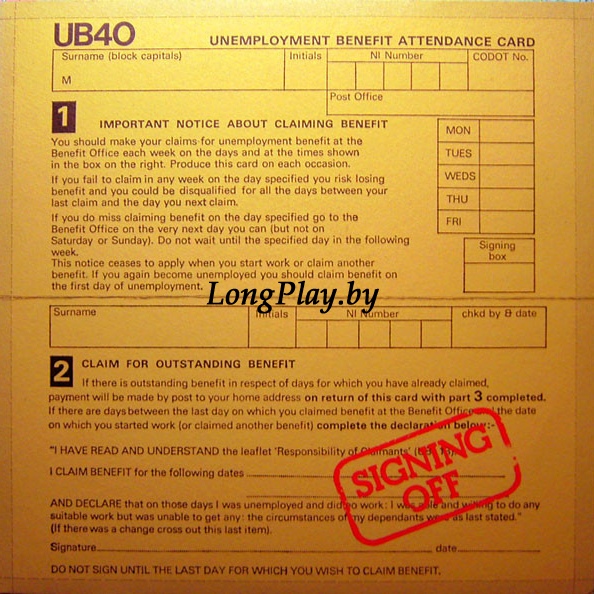 UB40
UNEMPLOYMENT BENEFIT ATTENDANCE CARD
Surname (block capitals) Initials NI Number CODOT No.
M
Post Office
1 IMPORTANT NOTICE ABOUT CLAIMING BENEFIT
You should make your claims for unemployment benefit at the
Benefit Office each week on the days and at the times shown
in the box on the right. Produce this card on each occasion.
If you fail to claim in any week on the day specified you risk losing
benefit and you could be disqualified for all the days between your
last claim and the day you next claim.
If you do miss claiming benefit on the day specified go to the
Benefit Office on the very next day you can (but not on
Saturday or Sunday). Do not wait until the specified day in the following
week.
This notice ceases to apply when you start work or claim another
benefit. If you again become unemployed you should claim benefit on
the first day of unemployment.
MON
TUES
WEDS
THU
FRI
Signing
box
LongPlay.by
Surname Initials NI Number chkd by & date
2 CLAIM FOR OUTSTANDING BENEFIT
If there is outstanding benefit in respect of days for which you have already claimed,
payment will be made by post to your home address on return of this card with part 3 completed.
If there are days between the last day on which you claimed benefit at the Benefit Office and the date
on which you started work (or claimed another benefit) complete the declaration below:-
"I HAVE READ AND UNDERSTAND the leaflet 'Responsibility of Claimants'
I CLAIM BENEFIT for the following dates
AND DECLARE that on those days I was unemployed and did no work: I was able and willing to do any
suitable work but was unable to get any: the circumstances of my dependants were as last stated."
(If there was a change cross out this last item).
Signature date
DO NOT SIGN UNTIL THE LAST DAY FOR WHICH YOU WISH TO CLAIM BENEFIT.
SIGNING
OFF